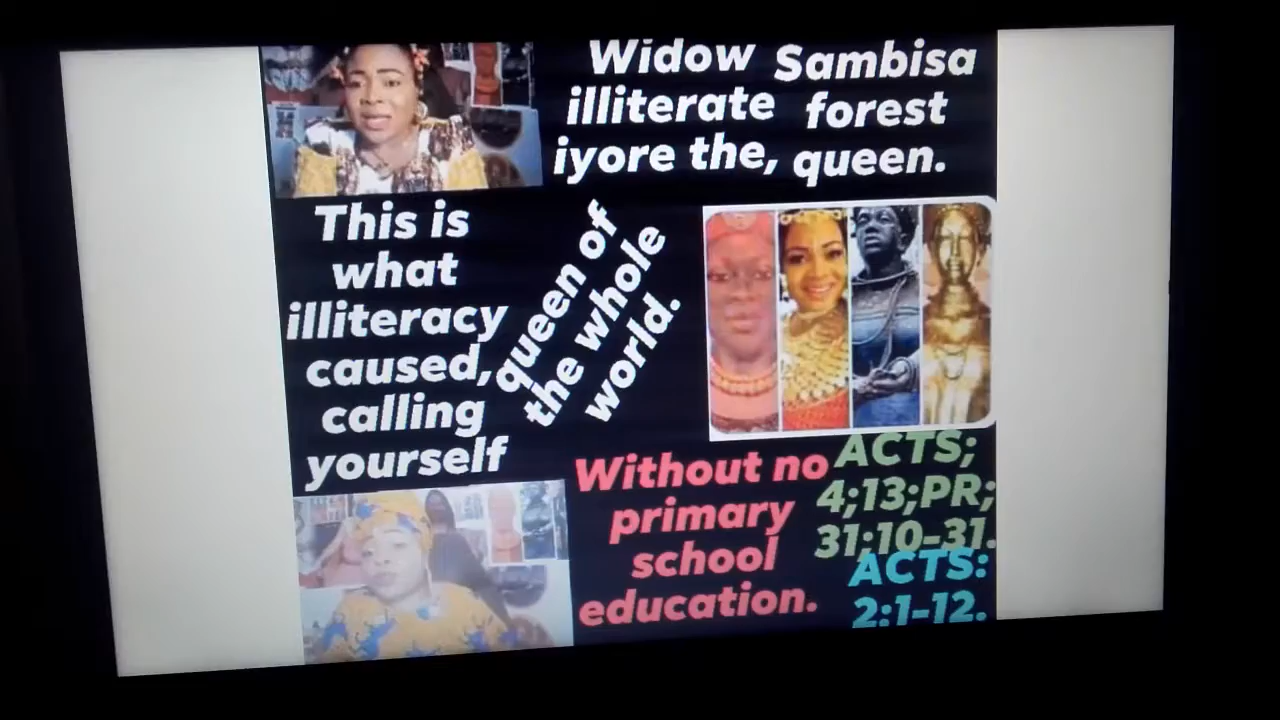 Widow Sambisa
illiterate forest
iyore the, queen.
This is
what
illiteracy
caused,
calling
yourself
queen of
the whole
world.
Without no
primary
school
education.
ACTS;
4;13;PR;
31;10-31.
ACTS:
2:1-12.